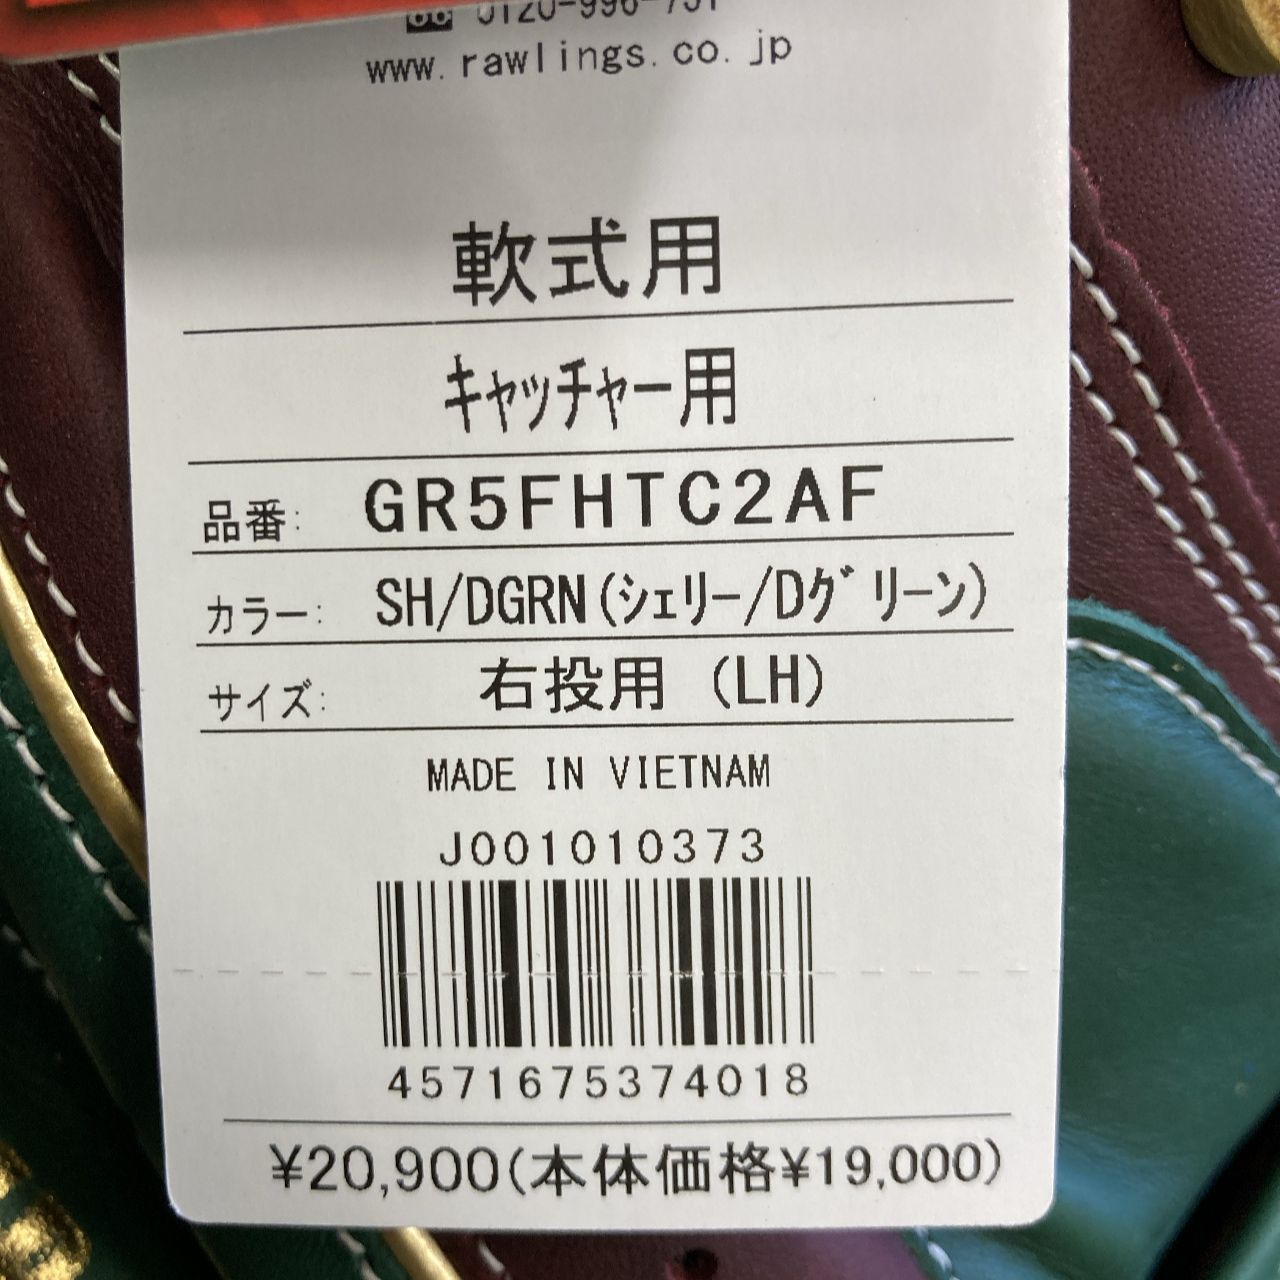 www.rawlings.co.jp
軟式用
キャッチャー用
品番: GR5FHTC2AF
カラー: SH/DGRN(シェリー/Dグリーン)
サイズ: 右投用 (LH)
MADE IN VIETNAM
J001010373
4571675374018
¥20,900(本体価格¥19,000)